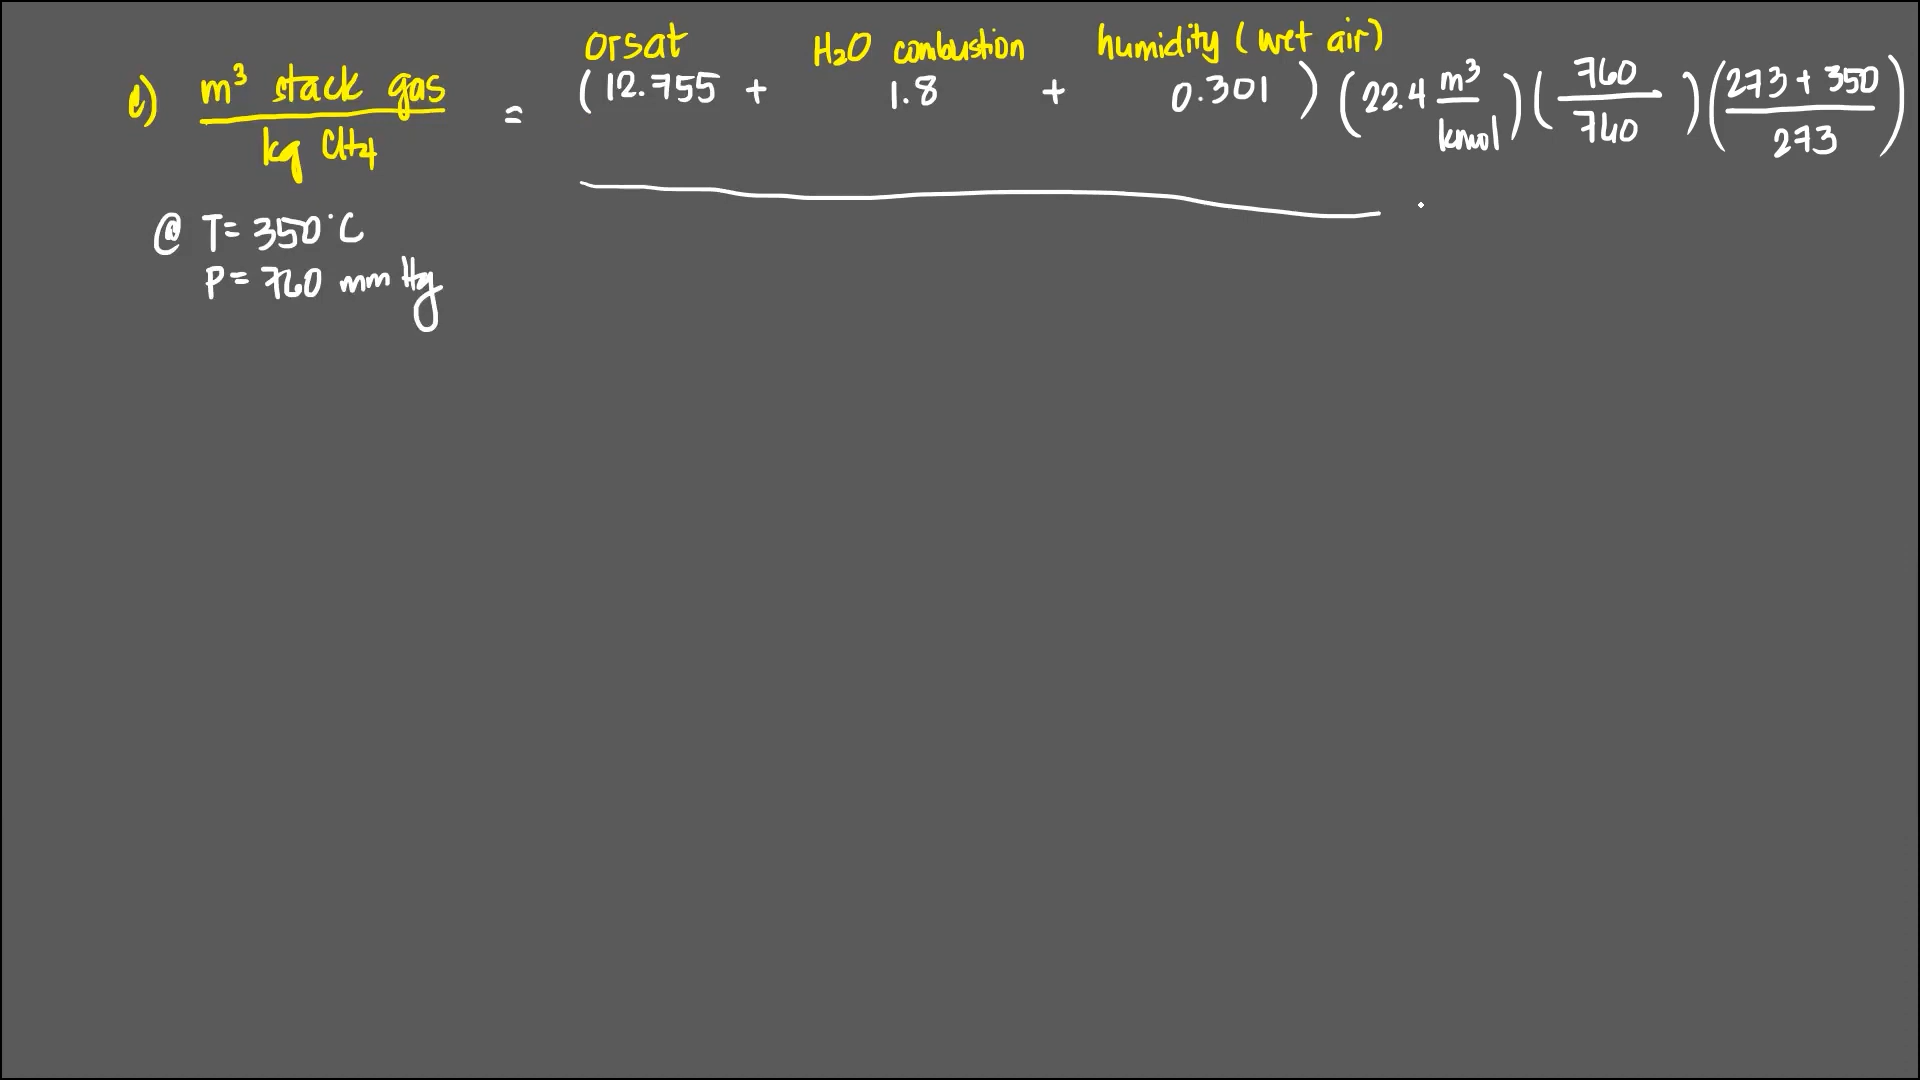 Orsat H₂O combustion humidity (wet air)
e) m³ stack gas / kg CH₄ = (12.755 + 1.8 + 0.301) (22.4 m³/kmol) (760/760) (273 + 350 / 273)
@ T = 350°C
P = 760 mm Hg